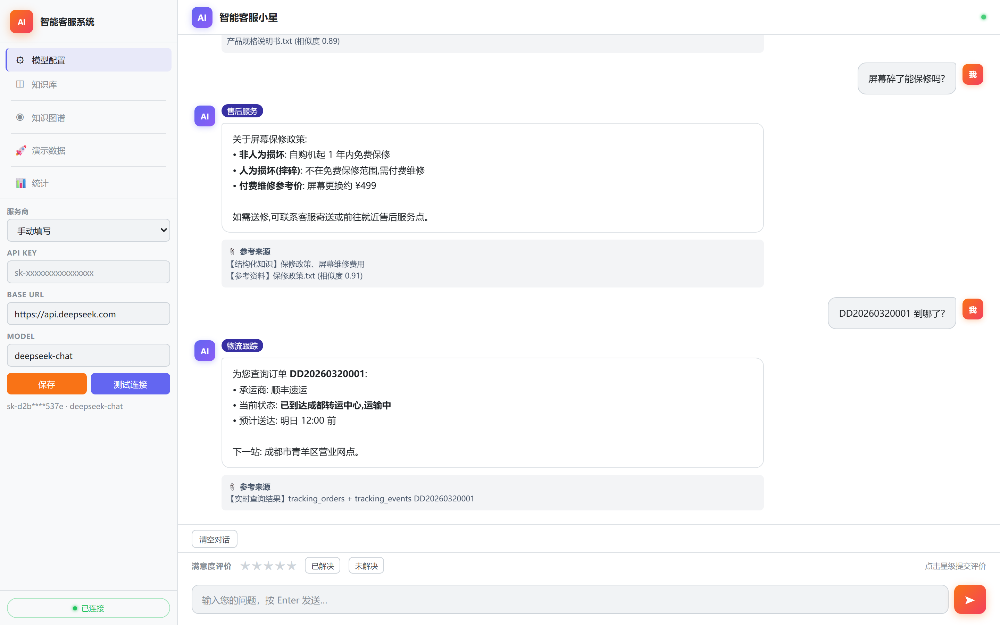 AI 智能客服系统
模型配置
知识库
知识图谱
演示数据
统计
服务商
手动填写
API KEY
sk-xxxxxxxxxxxxxxxx
BASE URL
https://api.deepseek.com
MODEL
deepseek-chat
保存 测试连接
sk-d2b****537e · deepseek-chat
已连接
AI 智能客服小星
产品规格说明书.txt (相似度 0.89)
屏幕碎了能保修吗? 我
AI 售后服务
关于屏幕保修政策:
• 非人为损坏: 自购机起 1 年内免费保修
• 人为损坏(摔碎): 不在免费保修范围,需付费维修
• 付费维修参考价: 屏幕更换约 ¥499
如需送修,可联系客服寄送或前往就近售后服务点。
参考来源
【结构化知识】保修政策、屏幕维修费用
【参考资料】保修政策.txt (相似度 0.91)
DD20260320001 到哪了? 我
AI 物流跟踪
为您查询订单 DD20260320001:
• 承运商: 顺丰速运
• 当前状态: 已到达成都转运中心,运输中
• 预计送达: 明日 12:00 前
下一站: 成都市青羊区营业网点。
参考来源
【实时查询结果】tracking_orders + tracking_events DD20260320001
清空对话
满意度评价 ★★★★★ 已解决 未解决 点击星级提交评价
输入您的问题，按 Enter 发送...